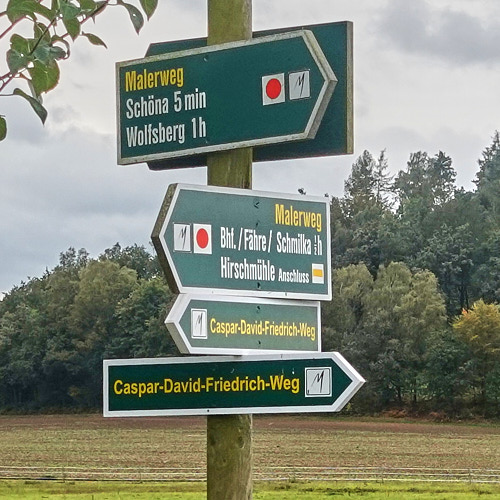 Malerweg
Schöna 5 min
Wolfsberg 1h
Malerweg
Bhf. / Fähre / Schmilka ½h
Hirschmühle Anschluss
Caspar-David-Friedrich-Weg
Caspar-David-Friedrich-Weg